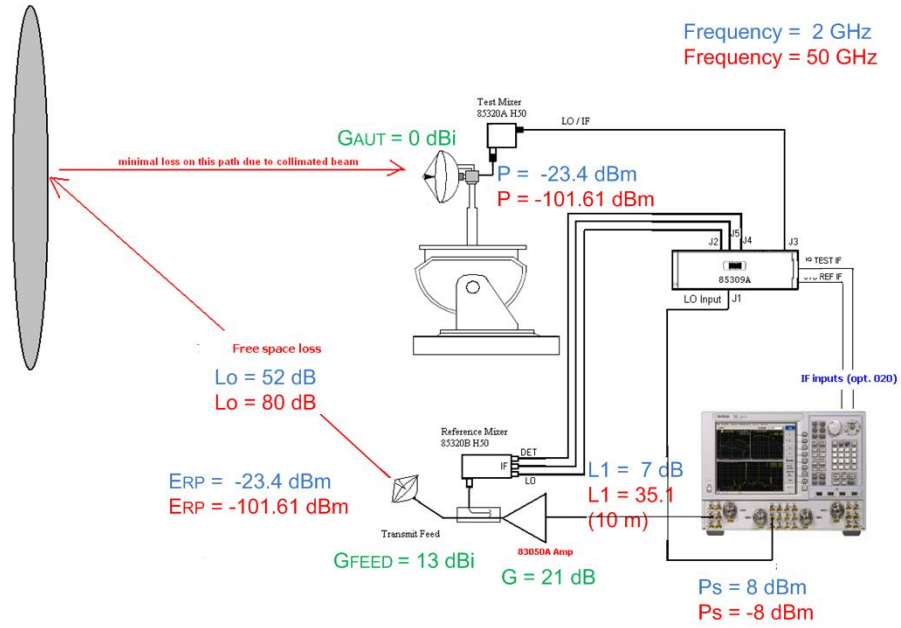 Frequency = 2 GHz
Frequency = 50 GHz
Test Mixer
85320A H50
LO / IF
GAUT = 0 dBi
minimal loss on this path due to collimated beam
P = -23.4 dBm
P = -101.61 dBm
J2
J5
J4
J3
TEST IF
REF IF
85309A
LO Input
J1
Free space loss
Lo = 52 dB
Lo = 80 dB
IF inputs (opt. 020)
Reference Mixer
85320B H50
DET
IF
LO
L1 = 7 dB
L1 = 35.1
(10 m)
ERP = -23.4 dBm
ERP = -101.61 dBm
Transmit Feed
83050A Amp
GFEED = 13 dBi
G = 21 dB
Ps = 8 dBm
Ps = -8 dBm